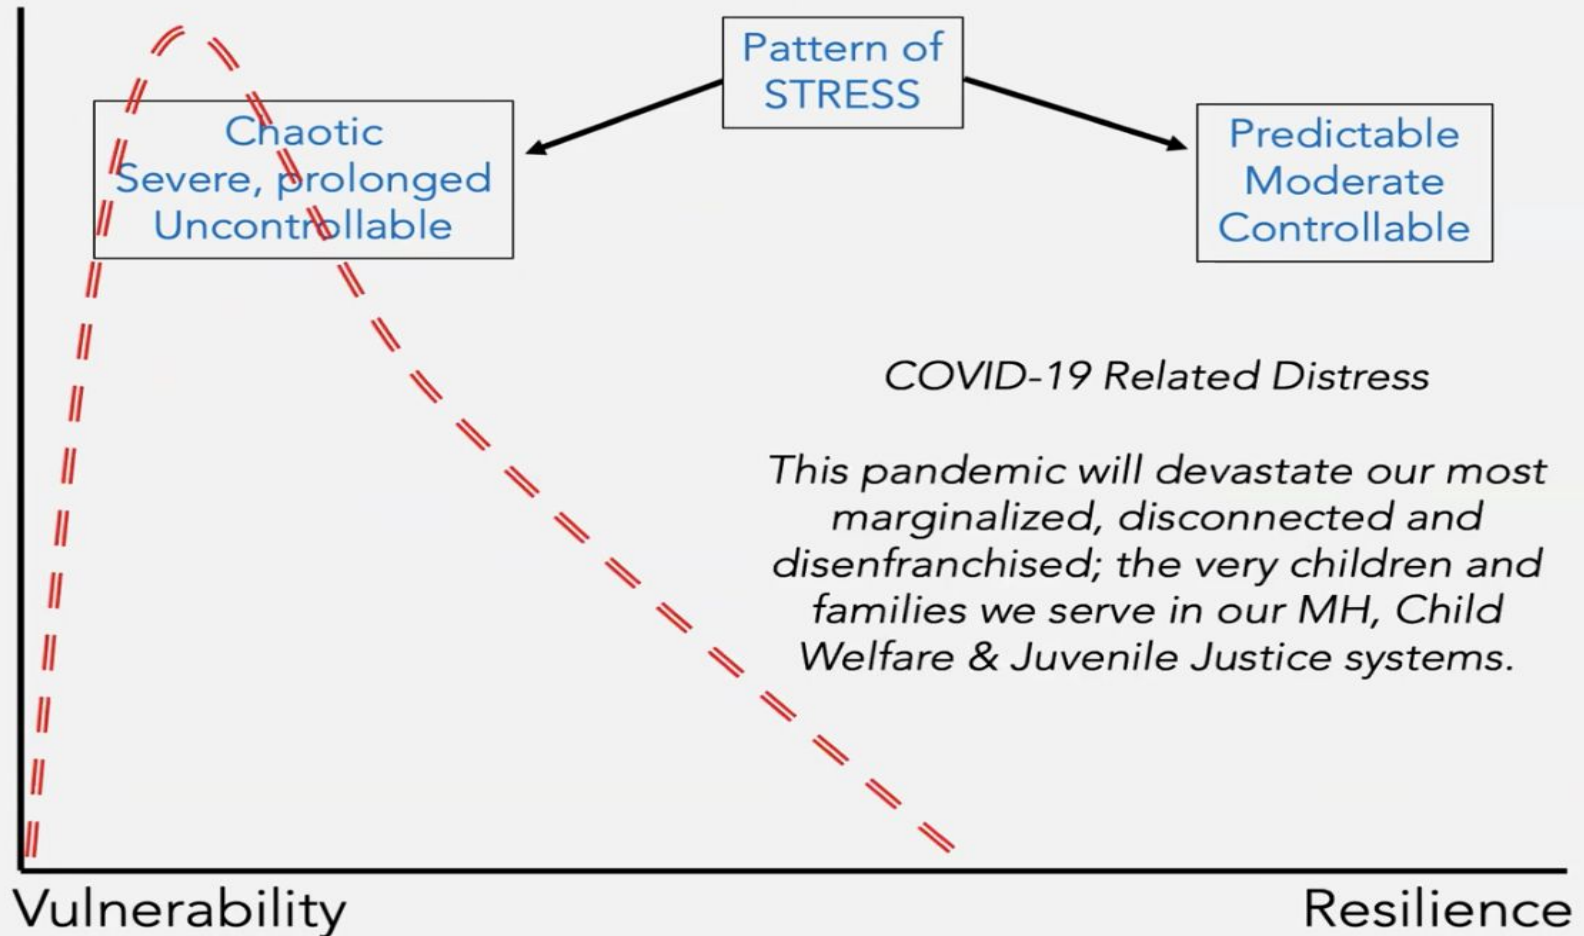 Pattern of
STRESS
Chaotic
Severe, prolonged
Uncontrollable
Predictable
Moderate
Controllable
COVID-19 Related Distress
This pandemic will devastate our most
marginalized, disconnected and
disenfranchised; the very children and
families we serve in our MH, Child
Welfare & Juvenile Justice systems.
Vulnerability
Resilience